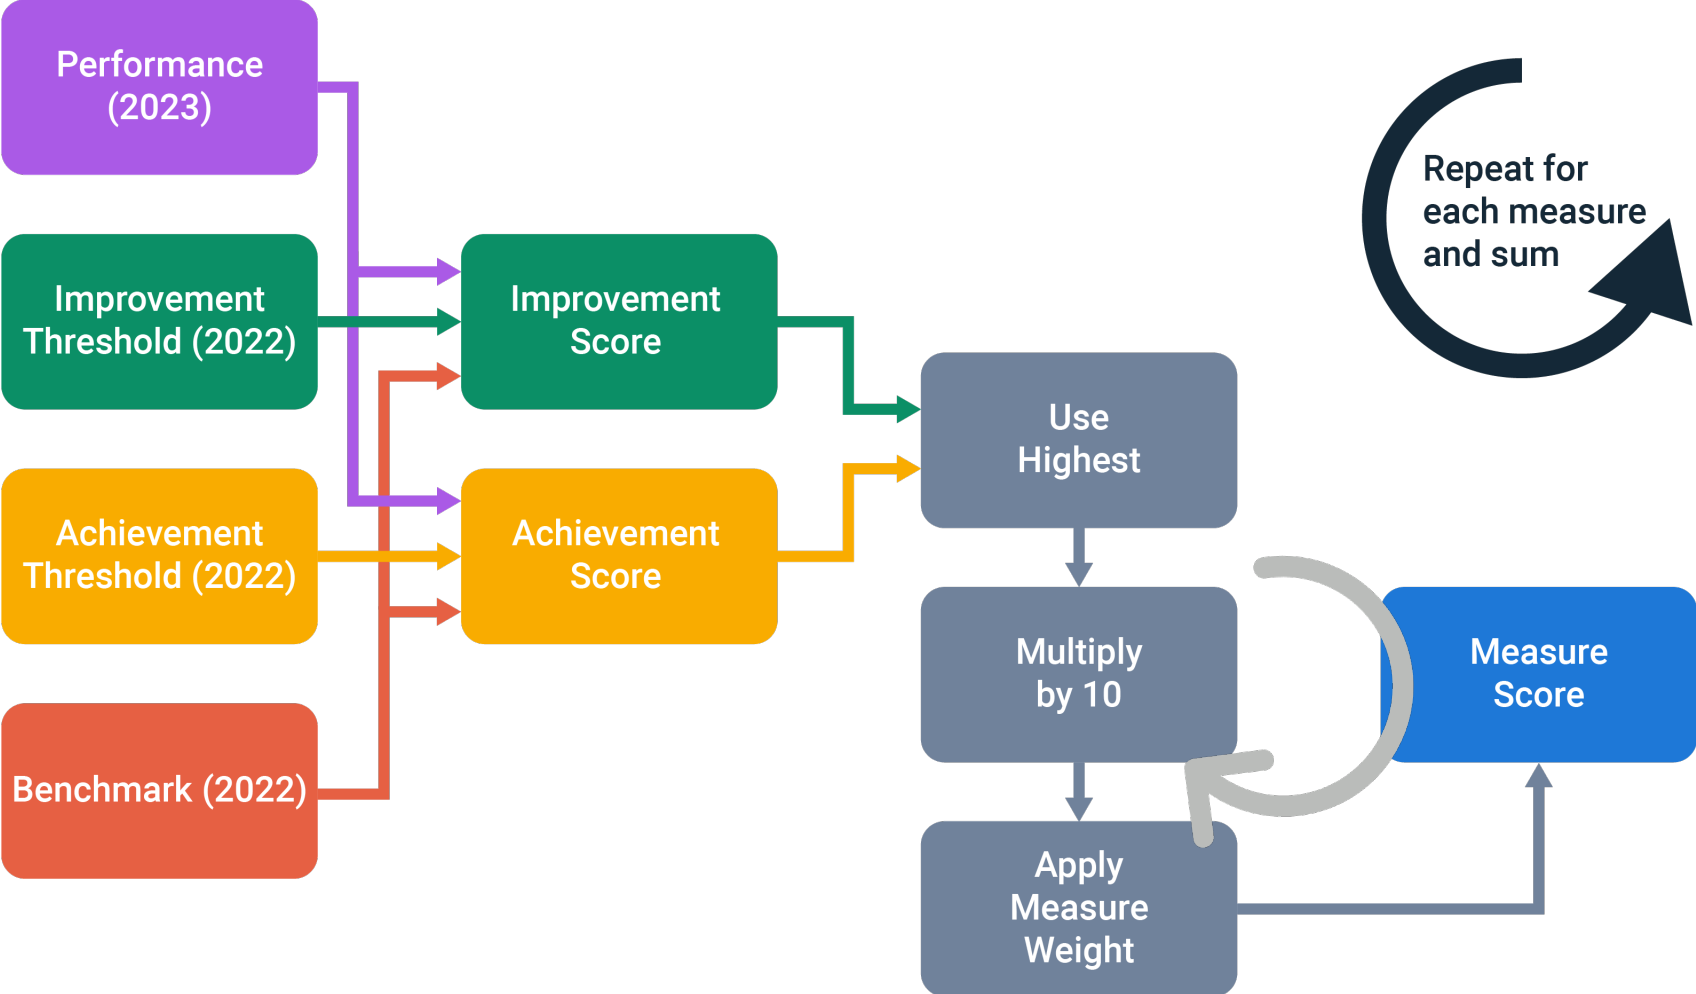 Performance
(2023)
Improvement
Threshold (2022)
Achievement
Threshold (2022)
Benchmark (2022)
Improvement
Score
Achievement
Score
Use
Highest
Multiply
by 10
Apply
Measure
Weight
Measure
Score
Repeat for
each measure
and sum